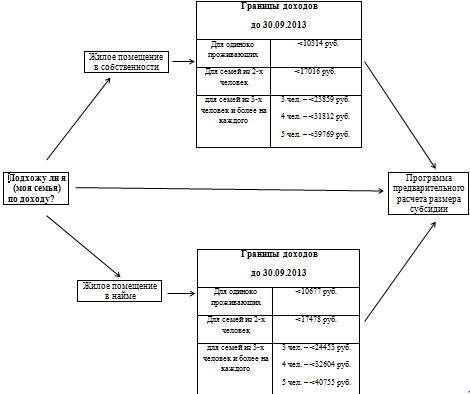 Границы доходов
до 30.09.2013
Для одиноко
проживающих
-<10314 руб.
Для семей из 2-х
человек
-<17016 руб.
для семей из 3-х
человек и более на
каждого
3 чел. –-<23859 руб.
4 чел. –-<31812 руб.
5 чел. –-<39769 руб.
Жилое помещение
в собственности
Подхожу ли я
(моя семья)
по доходу?
Программа
предварительного
расчета размера
субсидии
Жилое помещение
в найме
Границы доходов
до 30.09.2013
Для одиноко
проживающих
-<10677 руб.
Для семей из 2-х
человек
-<17478 руб.
для семей из 3-х
человек и более на
каждого
3 чел. –-<24453 руб.
4 чел. –-<32604 руб.
5 чел. –-<40755 руб.